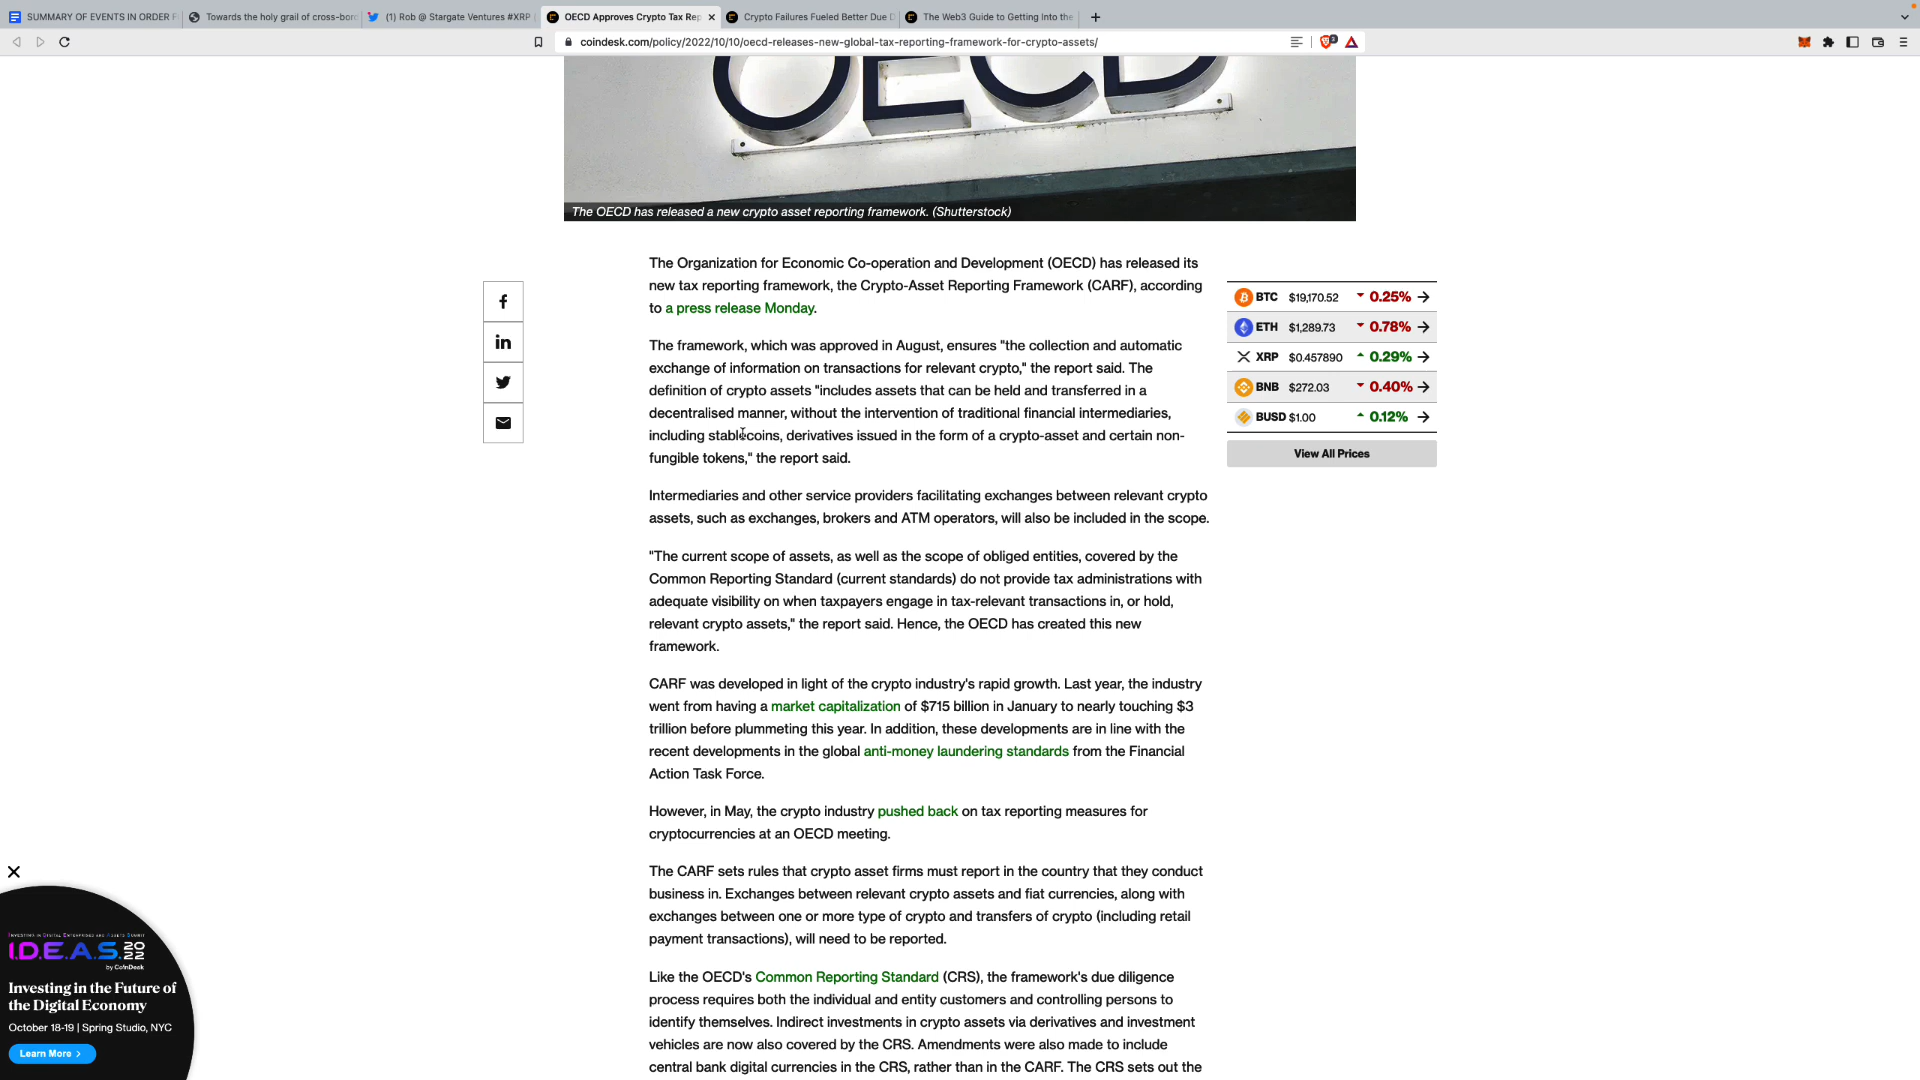 SUMMARY OF EVENTS IN ORDER F
Towards the holy grail of cross-bor
(1) Rob @ Stargate Ventures #XRP
OECD Approves Crypto Tax Rep
Crypto Failures Fueled Better Due D
The Web3 Guide to Getting Into the
coindesk.com/policy/2022/10/10/oecd-releases-new-global-tax-reporting-framework-for-crypto-assets/
OECD
The OECD has released a new crypto asset reporting framework. (Shutterstock)
The Organization for Economic Co-operation and Development (OECD) has released its
new tax reporting framework, the Crypto-Asset Reporting Framework (CARF), according
to a press release Monday.
The framework, which was approved in August, ensures "the collection and automatic
exchange of information on transactions for relevant crypto," the report said. The
definition of crypto assets "includes assets that can be held and transferred in a
decentralised manner, without the intervention of traditional financial intermediaries,
including stablecoins, derivatives issued in the form of a crypto-asset and certain non-
fungible tokens," the report said.
Intermediaries and other service providers facilitating exchanges between relevant crypto
assets, such as exchanges, brokers and ATM operators, will also be included in the scope.
"The current scope of assets, as well as the scope of obliged entities, covered by the
Common Reporting Standard (current standards) do not provide tax administrations with
adequate visibility on when taxpayers engage in tax-relevant transactions in, or hold,
relevant crypto assets," the report said. Hence, the OECD has created this new
framework.
CARF was developed in light of the crypto industry's rapid growth. Last year, the industry
went from having a market capitalization of $715 billion in January to nearly touching $3
trillion before plummeting this year. In addition, these developments are in line with the
recent developments in the global anti-money laundering standards from the Financial
Action Task Force.
However, in May, the crypto industry pushed back on tax reporting measures for
cryptocurrencies at an OECD meeting.
The CARF sets rules that crypto asset firms must report in the country that they conduct
business in. Exchanges between relevant crypto assets and fiat currencies, along with
exchanges between one or more type of crypto and transfers of crypto (including retail
payment transactions), will need to be reported.
Like the OECD's Common Reporting Standard (CRS), the framework's due diligence
process requires both the individual and entity customers and controlling persons to
identify themselves. Indirect investments in crypto assets via derivatives and investment
vehicles are now also covered by the CRS. Amendments were also made to include
central bank digital currencies in the CRS, rather than in the CARF. The CRS sets out the
BTC $19,170.52 0.25%
ETH $1,289.73 0.78%
XRP $0.457890 0.29%
BNB $272.03 0.40%
BUSD $1.00 0.12%
View All Prices
INVESTING IN DIGITAL ENTERPRISES AND ASSETS SUMMIT
I.D.E.A.S. 2022
by CoinDesk
Investing in the Future of
the Digital Economy
October 18-19 | Spring Studio, NYC
Learn More